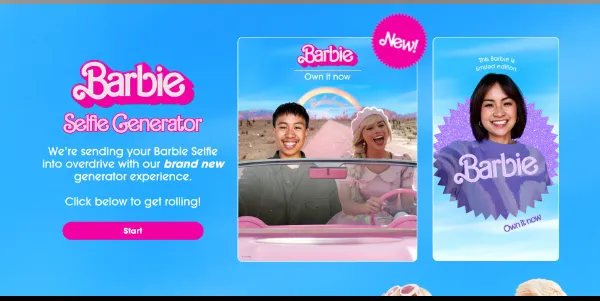 Barbie
Selfie Generator
We're sending your Barbie Selfie
into overdrive with our brand new
generator experience.
Click below to get rolling!
Start
Barbie
Own it now
New!
This Barbie is
limited edition.
Barbie
Own it now